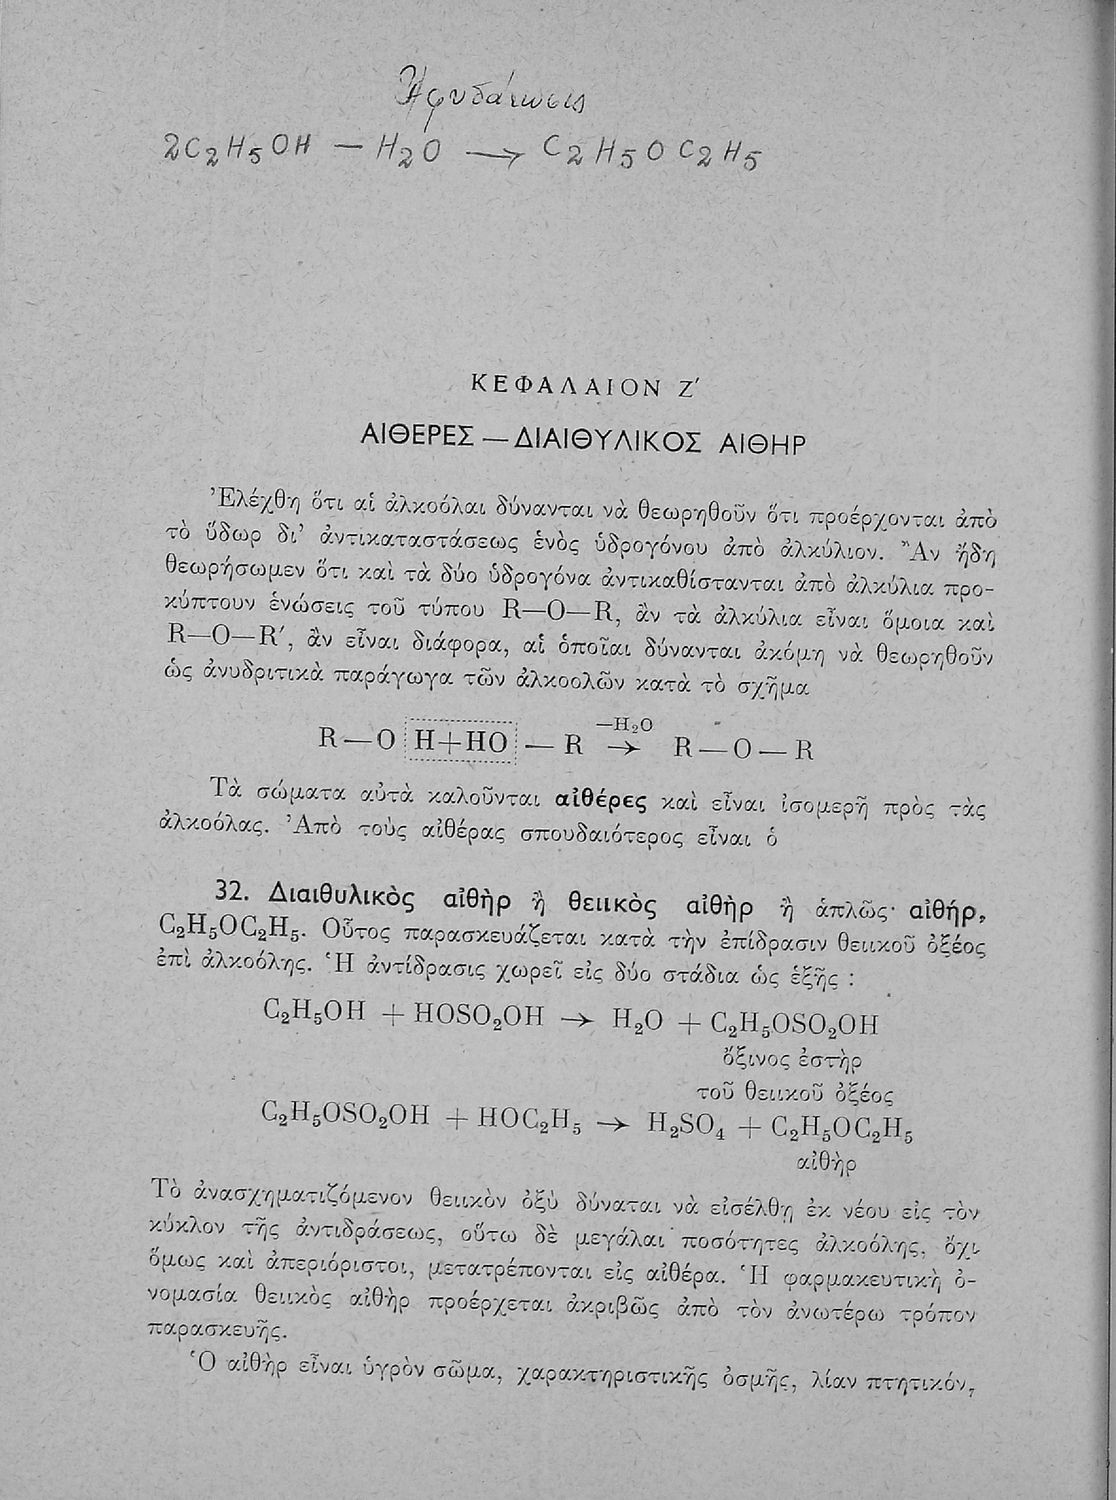 Ἀφυδάτωσις
2C₂H₅OH — H₂O → C₂H₅OC₂H₅
ΚΕΦΑΛΑΙΟΝ Ζ′
ΑΙΘΕΡΕΣ — ΔΙΑΙΘΥΛΙΚΟΣ ΑΙΘΗΡ
Ἐλέχθη ὅτι αἱ ἀλκοόλαι δύνανται νὰ θεωρηθοῦν ὅτι προέρχονται ἀπὸ
τὸ ὕδωρ δι’ ἀντικαταστάσεως ἑνὸς ὑδρογόνου ἀπὸ ἀλκύλιον. Ἂν ἤδη
θεωρήσωμεν ὅτι καὶ τὰ δύο ὑδρογόνα ἀντικαθίστανται ἀπὸ ἀλκύλια προ-
κύπτουν ἑνώσεις τοῦ τύπου R—O—R, ἂν τὰ ἀλκύλια εἶναι ὅμοια καὶ
R—O—R′, ἂν εἶναι διάφορα, αἱ ὁποῖαι δύνανται ἀκόμη νὰ θεωρηθοῦν
ὡς ἀνυδριτικὰ παράγωγα τῶν ἀλκοολῶν κατὰ τὸ σχῆμα
R—O H+HO — R —H₂O → R—O—R
Τὰ σώματα αὐτὰ καλοῦνται αἰθέρες καὶ εἶναι ἰσομερῆ πρὸς τὰς
ἀλκοόλας. Ἀπὸ τοὺς αἰθέρας σπουδαιότερος εἶναι ὁ
32. Διαιθυλικὸς αἰθὴρ ἢ θειικὸς αἰθὴρ ἢ ἁπλῶς· αἰθήρ,
C₂H₅OC₂H₅. Οὗτος παρασκευάζεται κατὰ τὴν ἐπίδρασιν θειικοῦ ὀξέος
ἐπὶ ἀλκοόλης. Ἡ ἀντίδρασις χωρεῖ εἰς δύο στάδια ὡς ἑξῆς :
C₂H₅OH + HOSO₂OH → H₂O + C₂H₅OSO₂OH
ὄξινος ἐστὴρ
τοῦ θειικοῦ ὀξέος
C₂H₅OSO₂OH + HOC₂H₅ → H₂SO₄ + C₂H₅OC₂H₅
αἰθὴρ
Τὸ ἀνασχηματιζόμενον θειικὸν ὀξὺ δύναται νὰ εἰσέλθῃ ἐκ νέου εἰς τὸν
κύκλον τῆς ἀντιδράσεως, οὕτω δὲ μεγάλαι ποσότητες ἀλκοόλης, ὄχι
ὅμως καὶ ἀπεριόριστοι, μετατρέπονται εἰς αἰθέρα. Ἡ φαρμακευτικὴ ὀ-
νομασία θειικὸς αἰθὴρ προέρχεται ἀκριβῶς ἀπὸ τὸν ἀνωτέρω τρόπον
παρασκευῆς.
Ὁ αἰθὴρ εἶναι ὑγρὸν σῶμα, χαρακτηριστικῆς ὀσμῆς, λίαν πτητικόν,